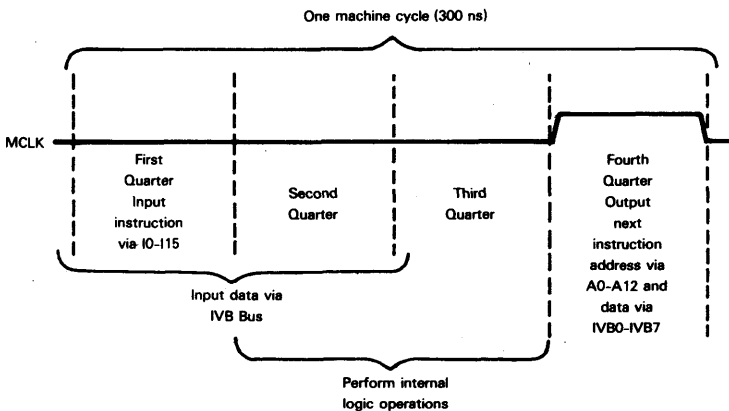 One machine cycle (300 ns)
MCLK
First
Quarter
Input
instruction
via I0-I15
Second
Quarter
Third
Quarter
Fourth
Quarter
Output
next
instruction
address via
A0-A12 and
data via
IVB0-IVB7
Input data via
IVB Bus
Perform internal
logic operations